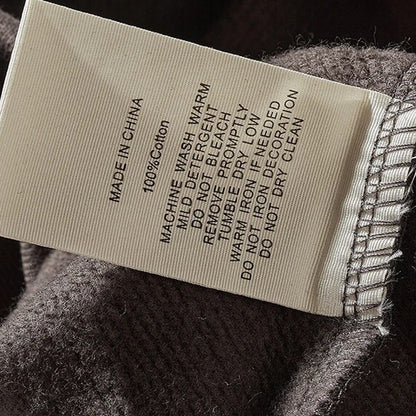 MADE IN CHINA
100%Cotton
MACHINE WASH WARM
MILD DETERGENT
DO NOT BLEACH
REMOVE PROMPTLY
TUMBLE DRY LOW
WARM IRON IF NEEDED
DO NOT IRON DECORATION
DO NOT DRY CLEAN